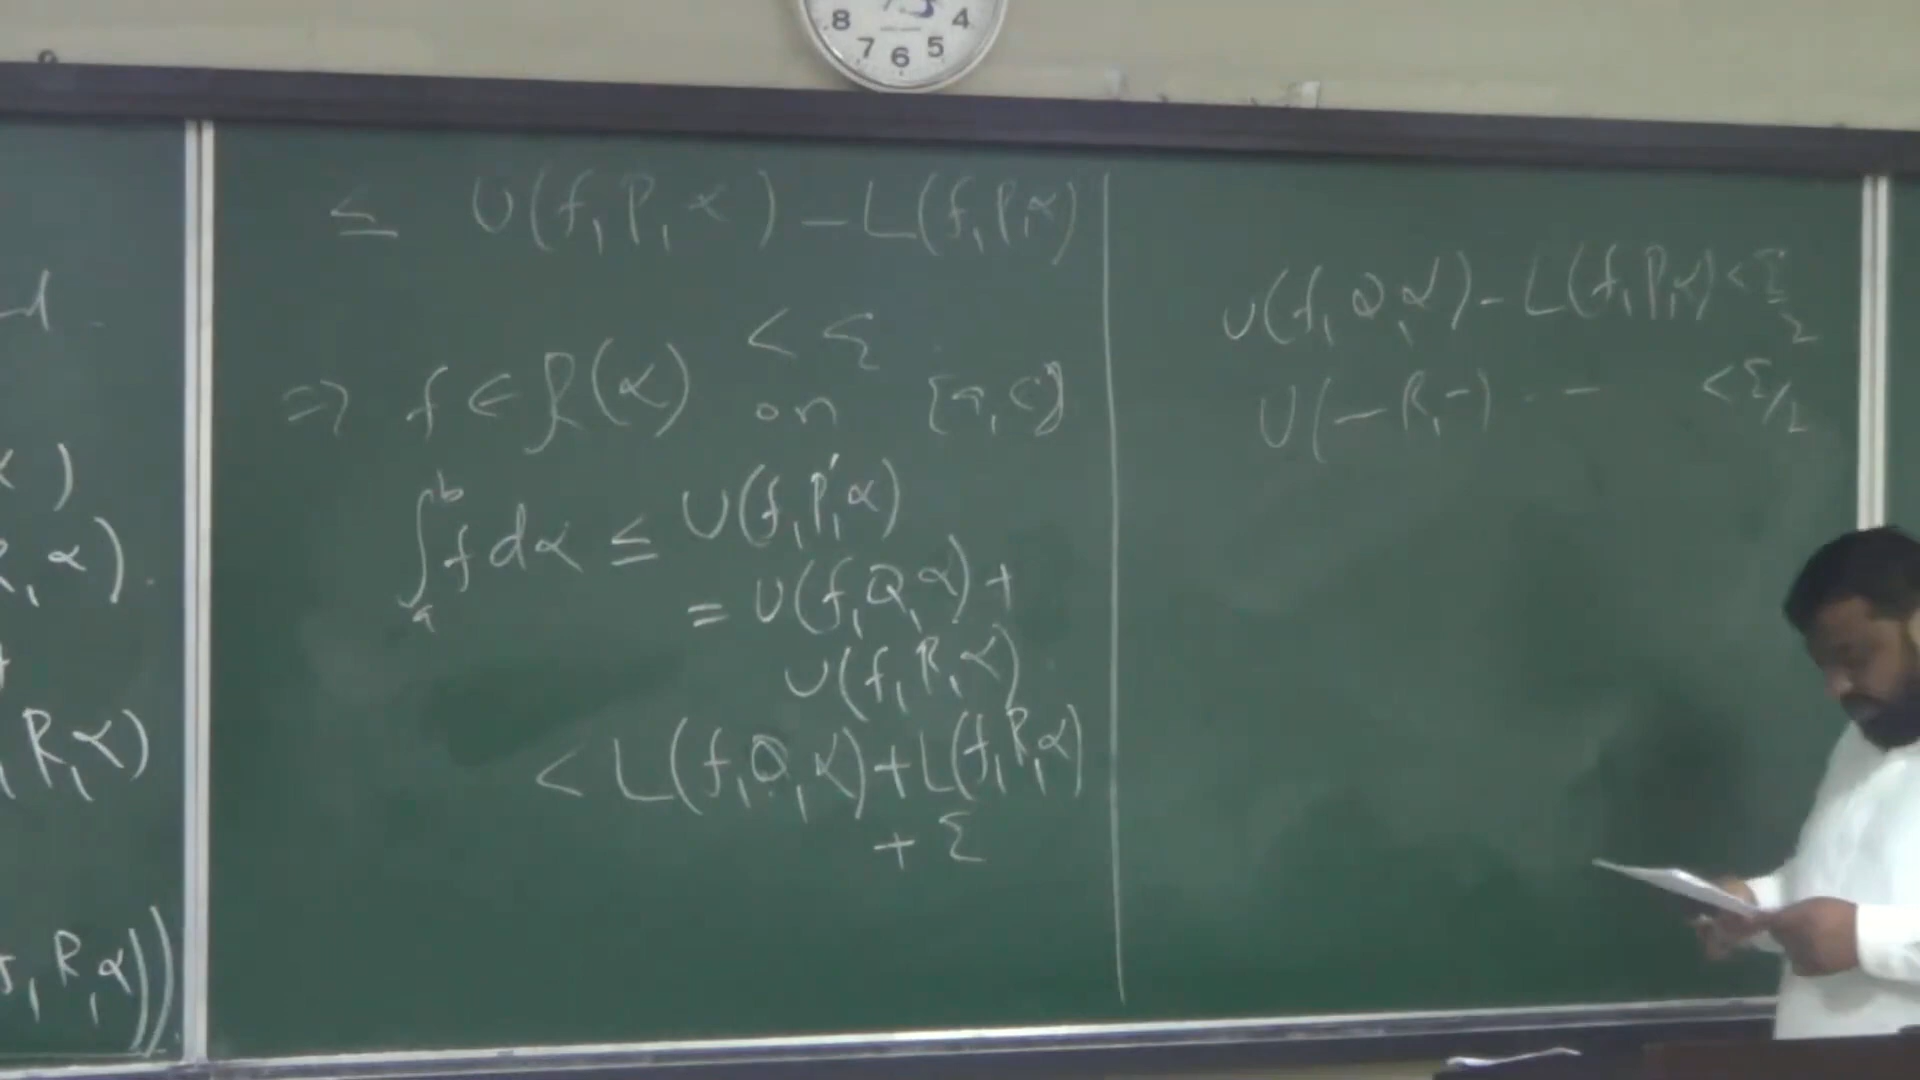 8 7 6 5 4
d.
α)
R, α).
, R, α)
f, R, α))
≤ U(f, P, α) - L(f, P, α)
< ε
⇒ f ∈ R(α) on [a, c]
∫_a^b f dα ≤ U(f, P', α)
= U(f, Q, α) +
U(f, R, α)
< L(f, Q, α) + L(f, R, α)
+ ε
U(f, Q, α) - L(f, P, α) < ε/2
U(- R, -) . . - < ε/2